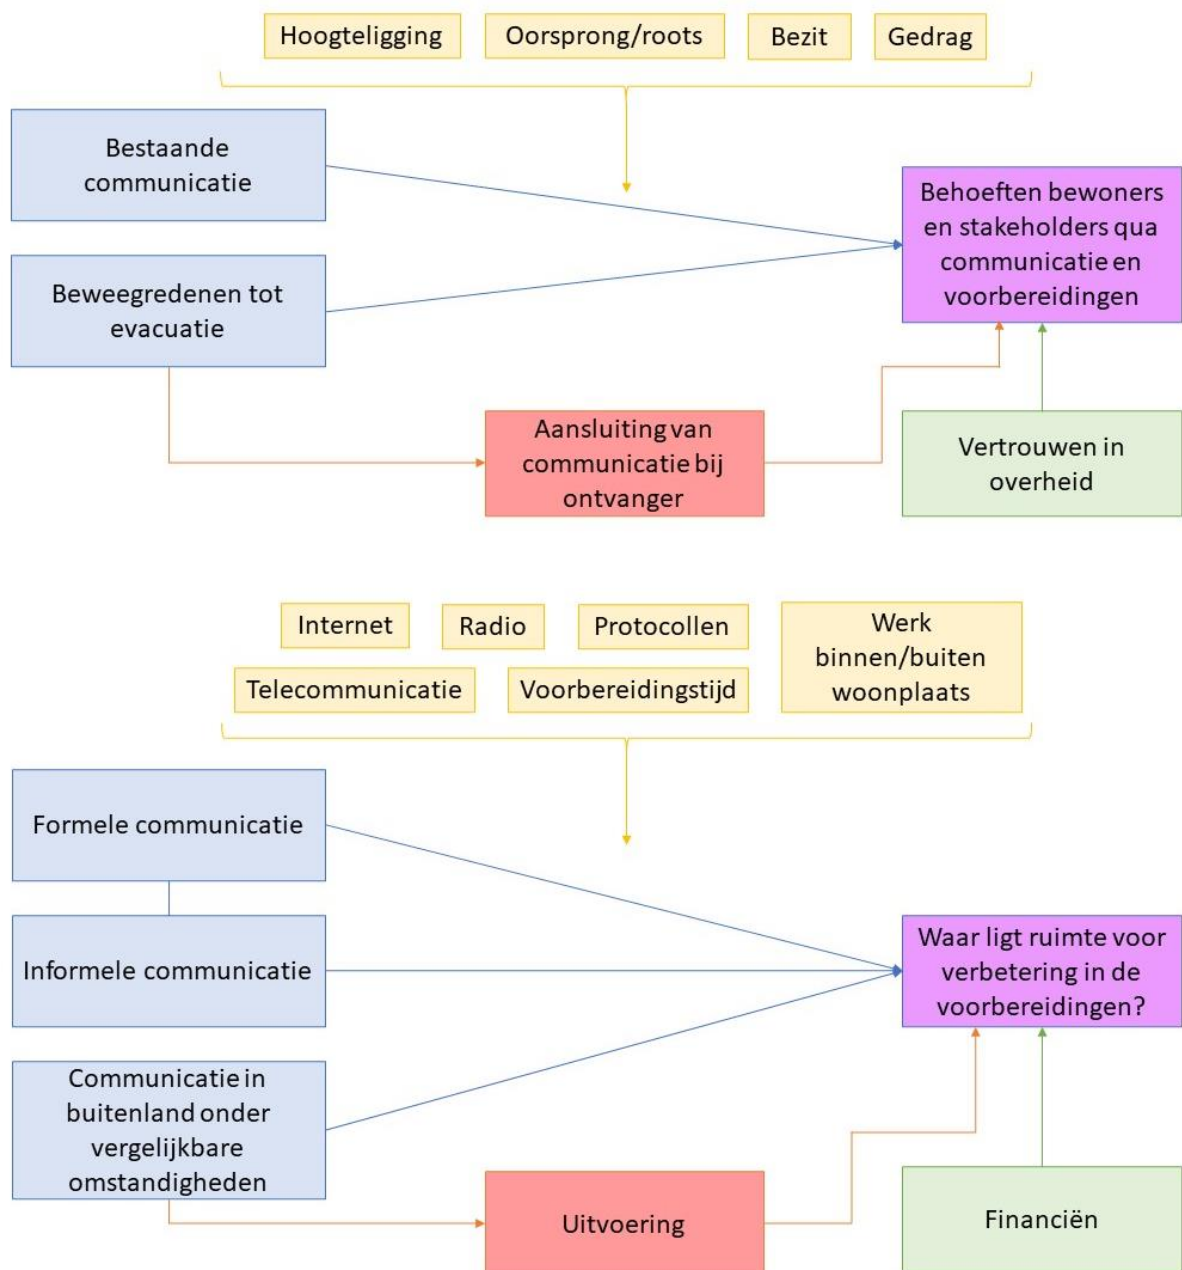 Hoogteligging
Oorsprong/roots
Bezit
Gedrag
Bestaande
communicatie
Beweegredenen tot
evacuatie
Behoeften bewoners
en stakeholders qua
communicatie en
voorbereidingen
Aansluiting van
communicatie bij
ontvanger
Vertrouwen in
overheid
Internet
Radio
Protocollen
Werk
binnen/buiten
woonplaats
Telecommunicatie
Voorbereidingstijd
Formele communicatie
Informele communicatie
Communicatie in
buitenland onder
vergelijkbare
omstandigheden
Waar ligt ruimte voor
verbetering in de
voorbereidingen?
Uitvoering
Financiën